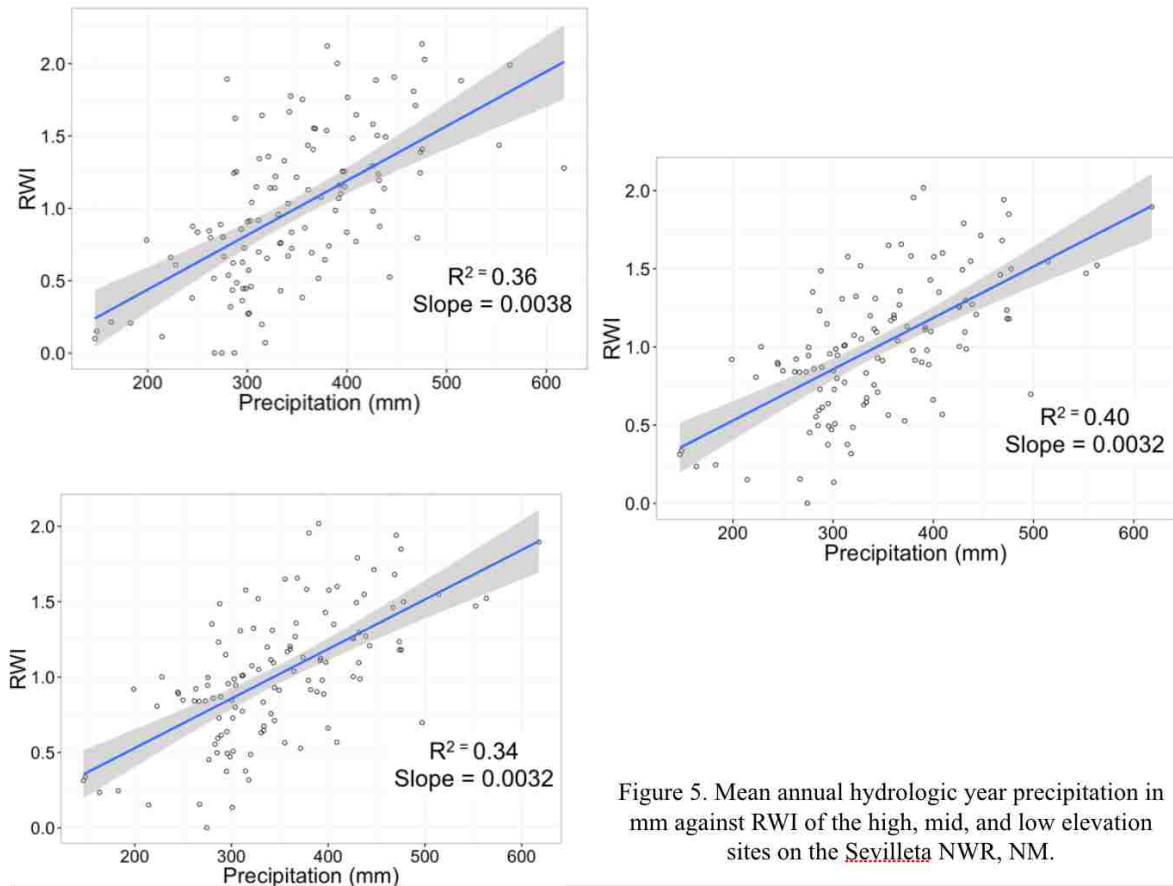 2.0
1.5
1.0
0.5
0.0
RWI
R² = 0.36
Slope = 0.0038
200 300 400 500 600
Precipitation (mm)
2.0
1.5
1.0
0.5
0.0
RWI
R² = 0.40
Slope = 0.0032
200 300 400 500 600
Precipitation (mm)
2.0
1.5
1.0
0.5
0.0
RWI
R² = 0.34
Slope = 0.0032
200 300 400 500 600
Precipitation (mm)
Figure 5. Mean annual hydrologic year precipitation in
mm against RWI of the high, mid, and low elevation
sites on the Sevilleta NWR, NM.